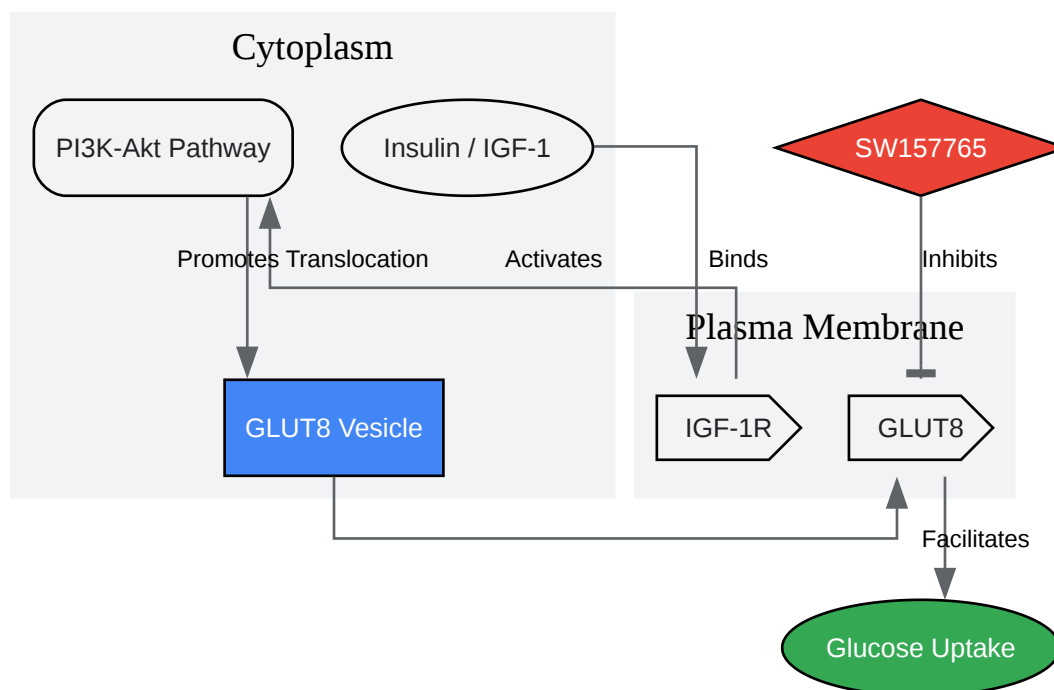 Cytoplasm
PI3K-Akt Pathway
Insulin / IGF-1
SW157765
Promotes Translocation
Activates
Binds
Inhibits
Plasma Membrane
GLUT8 Vesicle
IGF-1R
GLUT8
Facilitates
Glucose Uptake